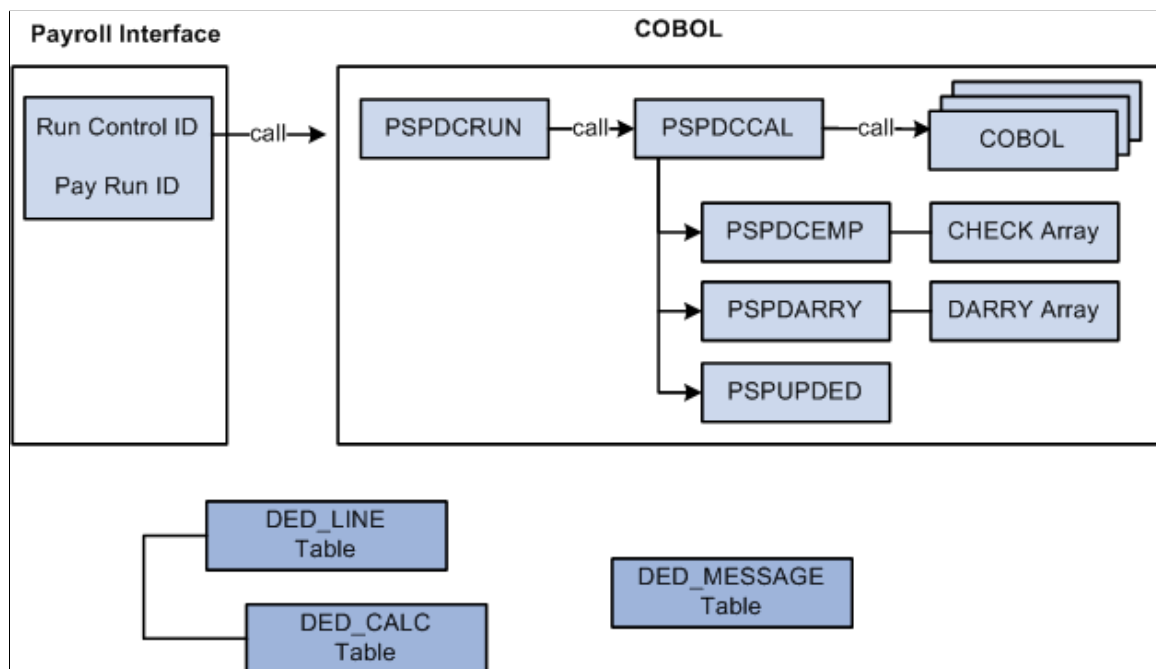 Payroll Interface
COBOL
Run Control ID
Pay Run ID
call
PSPDCRUN
call
PSPDCCAL
call
COBOL
PSPDCEMP
CHECK Array
PSPDARRY
DARRY Array
PSPUPDED
DED_LINE
Table
DED_MESSAGE
Table
DED_CALC
Table